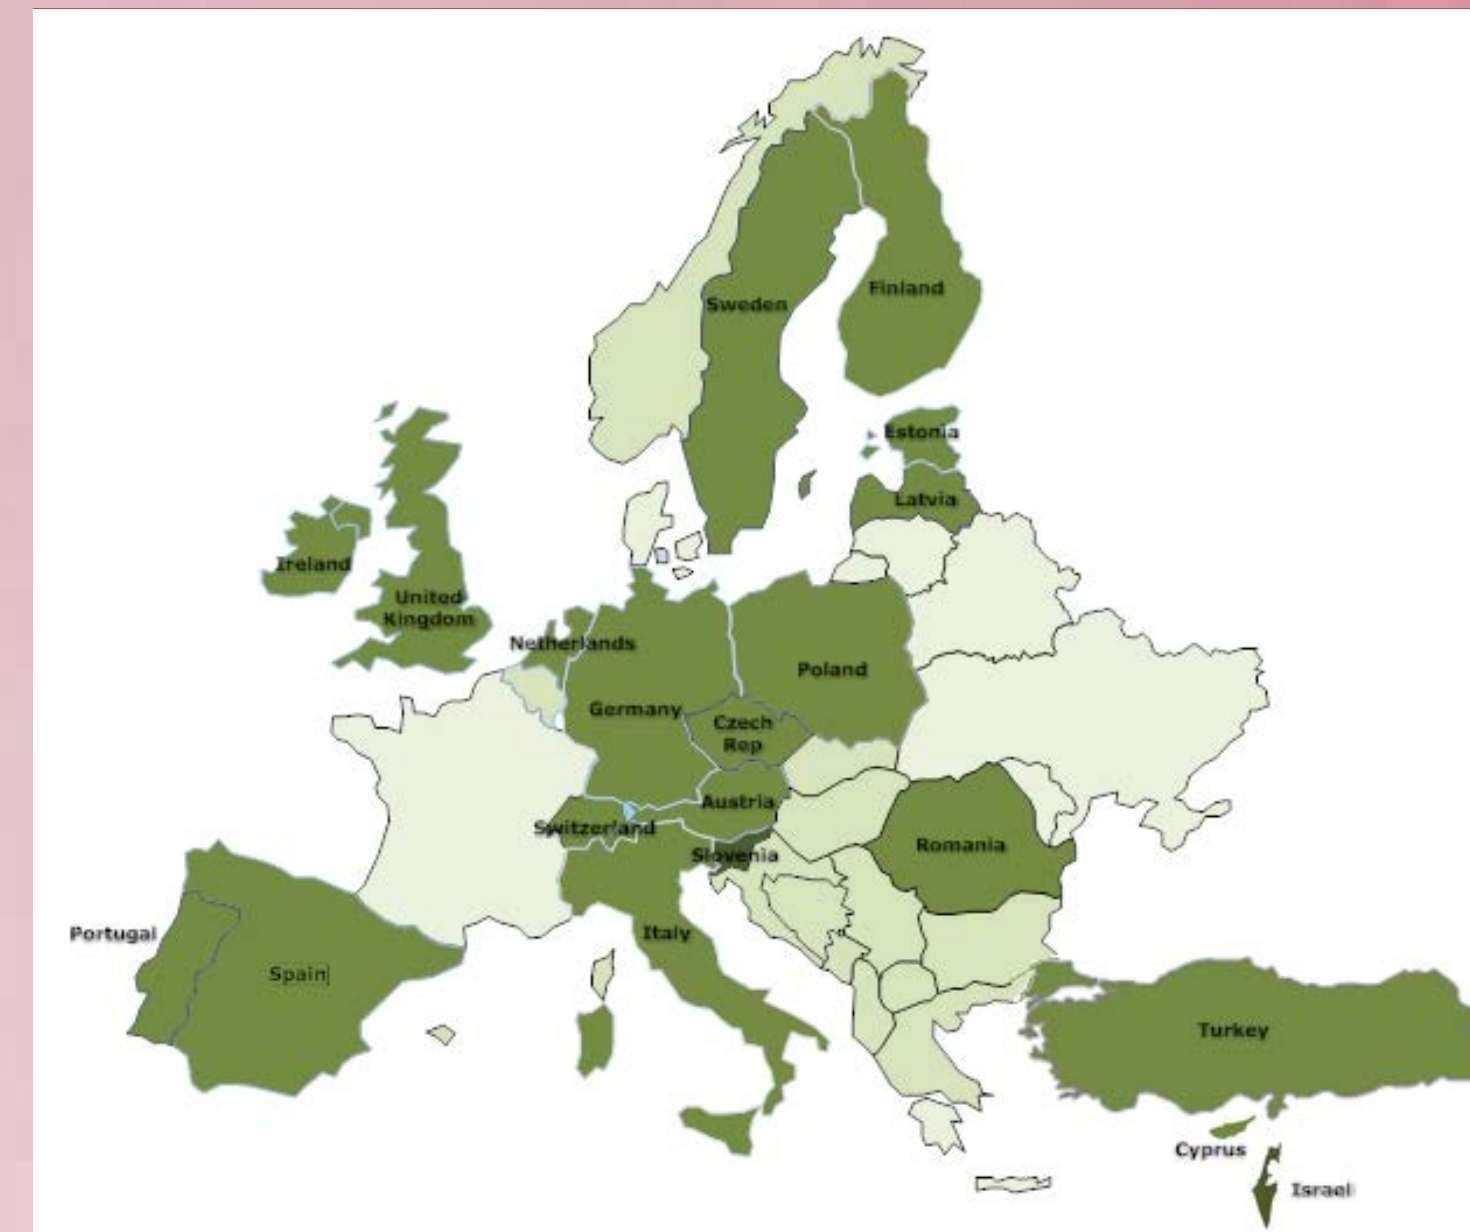 Sweden
Finland
Estonia
Latvia
Ireland
United
Kingdom
Netherlands
Poland
Germany
Czech
Rep
Austria
Switzerland
Romania
Slovenia
Portugal
Italy
Spain
Turkey
Cyprus
Israel